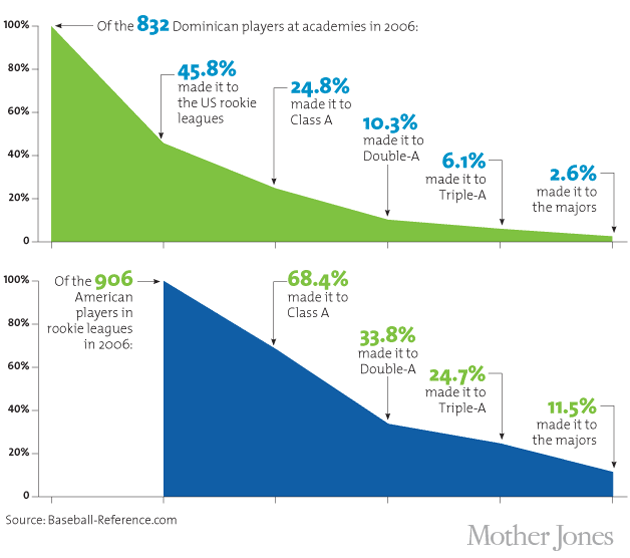 100%
80%
60%
40%
20%
0
Of the 832 Dominican players at academies in 2006:
45.8%
made it to
the US rookie
leagues
24.8%
made it to
Class A
10.3%
made it to
Double-A
6.1%
made it to
Triple-A
2.6%
made it to
the majors
100%
80%
60%
40%
20%
0
Of the 906
American
players in
rookie leagues
in 2006:
68.4%
made it to
Class A
33.8%
made it to
Double-A
24.7%
made it to
Triple-A
11.5%
made it to
the majors
Source: Baseball-Reference.com
Mother Jones